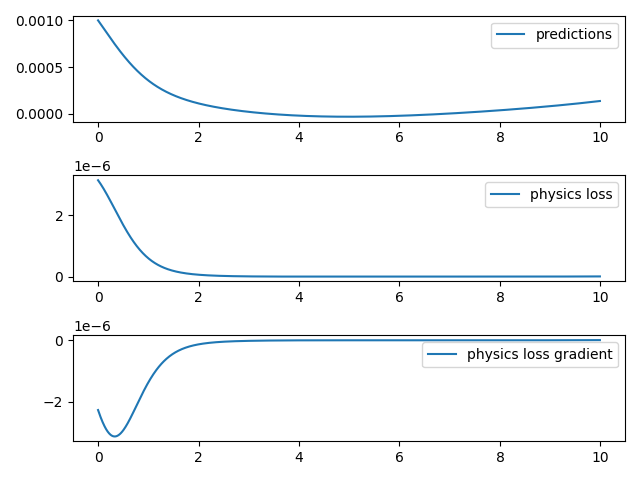 0.0010
0.0005
0.0000
predictions
0 2 4 6 8 10
1e−6
2
0
physics loss
0 2 4 6 8 10
1e−6
0
−2
physics loss gradient
0 2 4 6 8 10